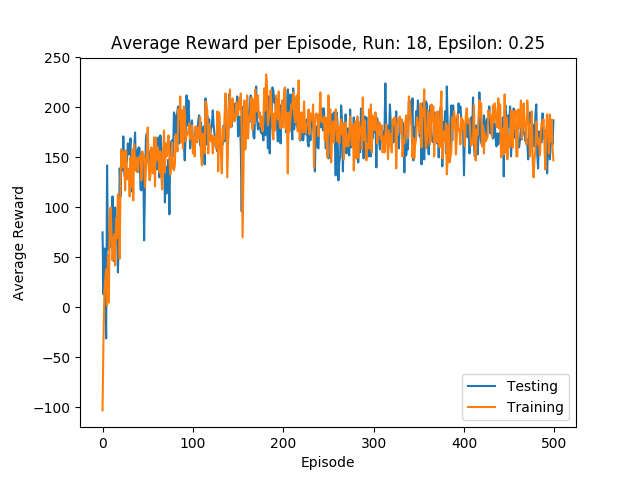 Average Reward per Episode, Run: 18, Epsilon: 0.25
Average Reward
250
200
150
100
50
0
−50
−100
0
100
200
300
400
500
Episode
Testing
Training